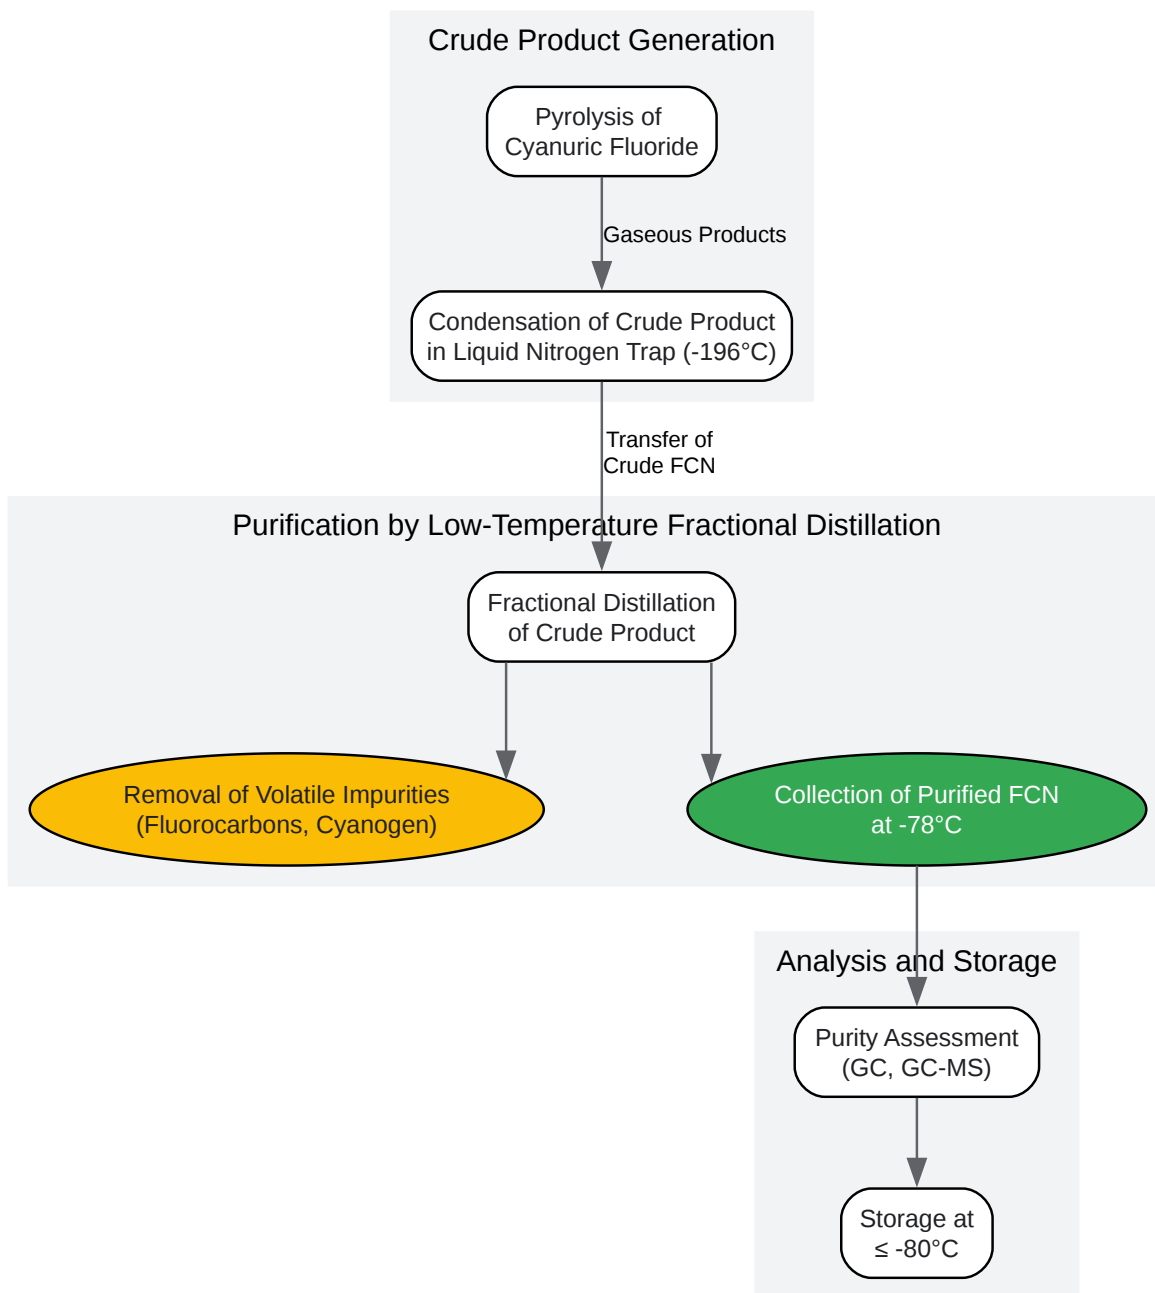 Crude Product Generation
Pyrolysis of
Cyanuric Fluoride
Gaseous Products
Condensation of Crude Product
in Liquid Nitrogen Trap (-196°C)
Transfer of
Crude FCN
Purification by Low-Temperature Fractional Distillation
Fractional Distillation
of Crude Product
Removal of Volatile Impurities
(Fluorocarbons, Cyanogen)
Collection of Purified FCN
at -78°C
Analysis and Storage
Purity Assessment
(GC, GC-MS)
Storage at
≤ -80°C